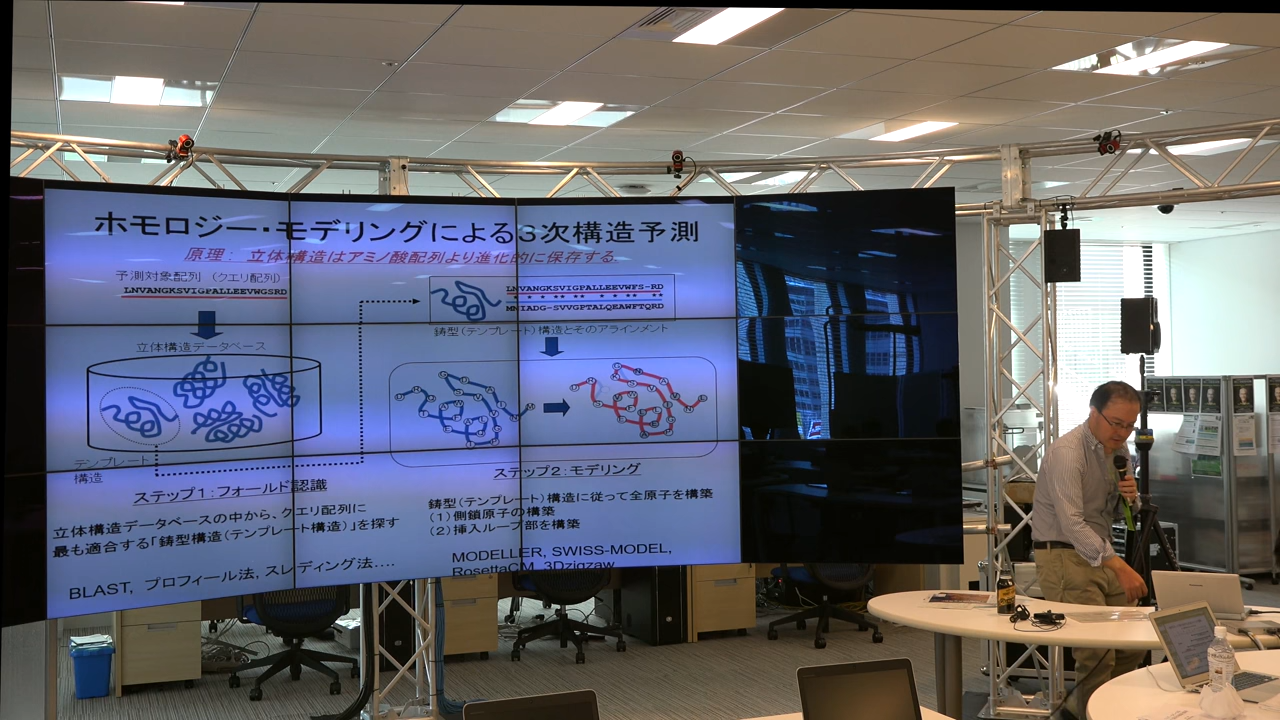 ホモロジー・モデリングによる3次構造予測
原理： 立体構造はアミノ酸配列より進化的に保存する
予測対象配列 （クエリ配列）
LNVANGKSVIGPALLEEVWGSRD
立体構造データベース
テンプレート
構造
LNVANGKSVIGPALLEEVWFS-RD
MNIADG-SVVGPTALQEAWFTQRD
鋳型（テンプレート）構造とそのアラインメント
ステップ1：フォールド認識
立体構造データベースの中から、クエリ配列に
最も適合する「鋳型構造（テンプレート構造）」を探す
BLAST, プロフィール法, スレディング法‥‥
ステップ2：モデリング
鋳型（テンプレート）構造に従って全原子を構築
（1）側鎖原子の構築
（2）挿入ループ部を構築
MODELLER, SWISS-MODEL,
RosettaCM, 3Dzigzaw